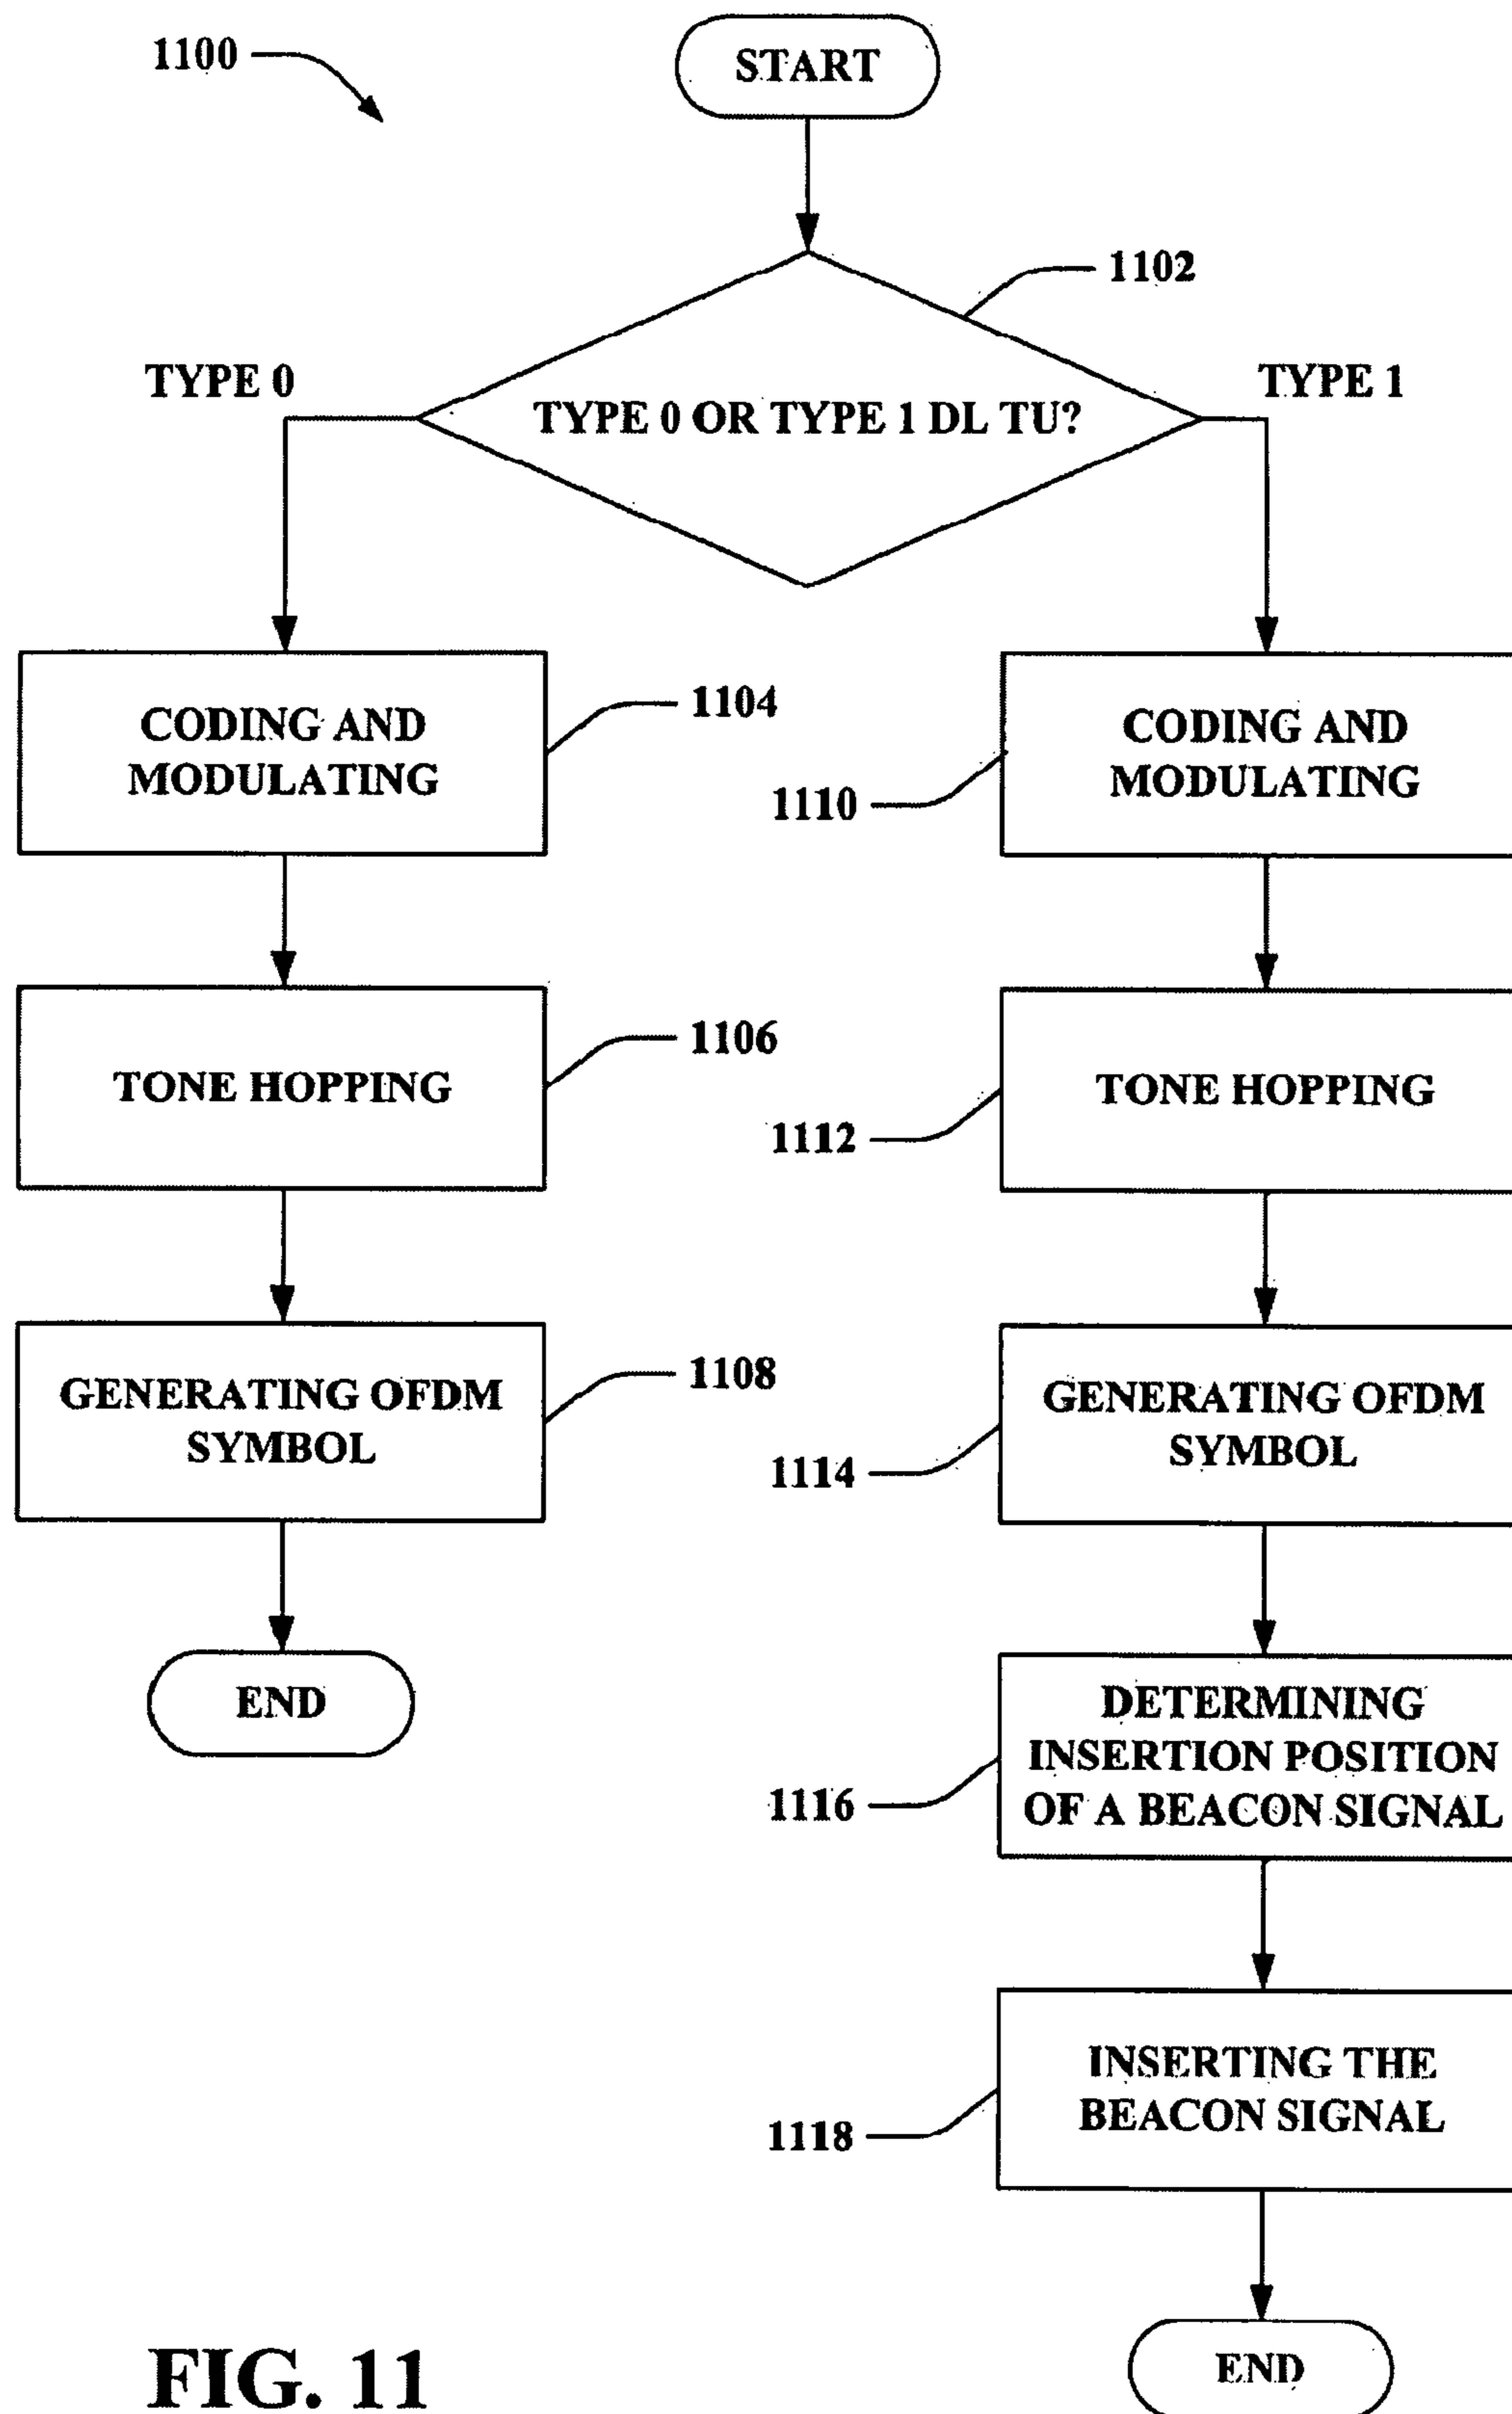 1100
START
1102
TYPE 0
TYPE 1
TYPE 0 OR TYPE 1 DL TU?
CODING AND
MODULATING
1104
TONE HOPPING
1106
GENERATING OFDM
SYMBOL
1108
END
CODING AND
MODULATING
1110
TONE HOPPING
1112
GENERATING OFDM
SYMBOL
1114
DETERMINING
INSERTION POSITION
OF A BEACON SIGNAL
1116
INSERTING THE
BEACON SIGNAL
1118
END
FIG. 11